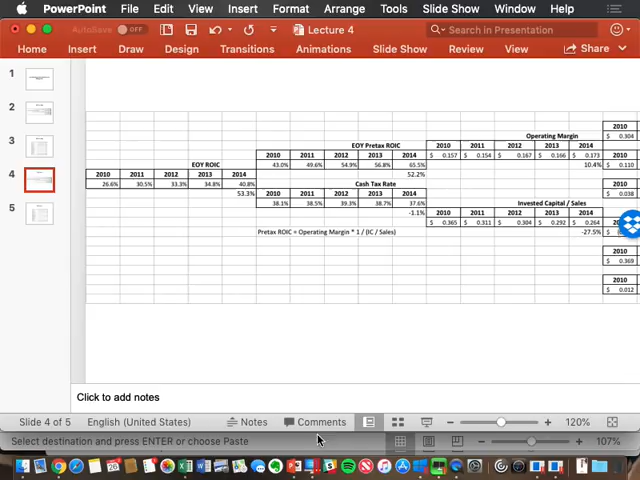 PowerPoint File Edit View Insert Format Arrange Tools Slide Show Window Help
AutoSave OFF Lecture 4 Search in Presentation
Home Insert Draw Design Transitions Animations Slide Show Review View Share
1
2
3
4
5
2010
Operating Margin $ 0.304
EOY Pretax ROIC 2010 2011 2012 2013 2014
2010 2011 2012 2013 2014 $ 0.157 $ 0.154 $ 0.167 $ 0.166 $ 0.173 2010
EOY ROIC 43.0% 49.6% 54.9% 56.8% 65.5% 10.4% $ 0.110
2010 2011 2012 2013 2014 52.2%
26.6% 30.5% 33.3% 34.8% 40.8% Cash Tax Rate 2010
53.3% 2010 2011 2012 2013 2014 $ 0.038
38.1% 38.5% 39.3% 38.7% 37.6% Invested Capital / Sales
-1.1% 2010 2011 2012 2013 2014
$ 0.365 $ 0.311 $ 0.304 $ 0.292 $ 0.264
Pretax ROIC = Operating Margin * 1 / (IC / Sales) -27.5% $
2010
$ 0.369
2010
$ 0.012
Click to add notes
Slide 4 of 5 English (United States) Notes Comments 120%
Select destination and press ENTER or choose Paste 107%